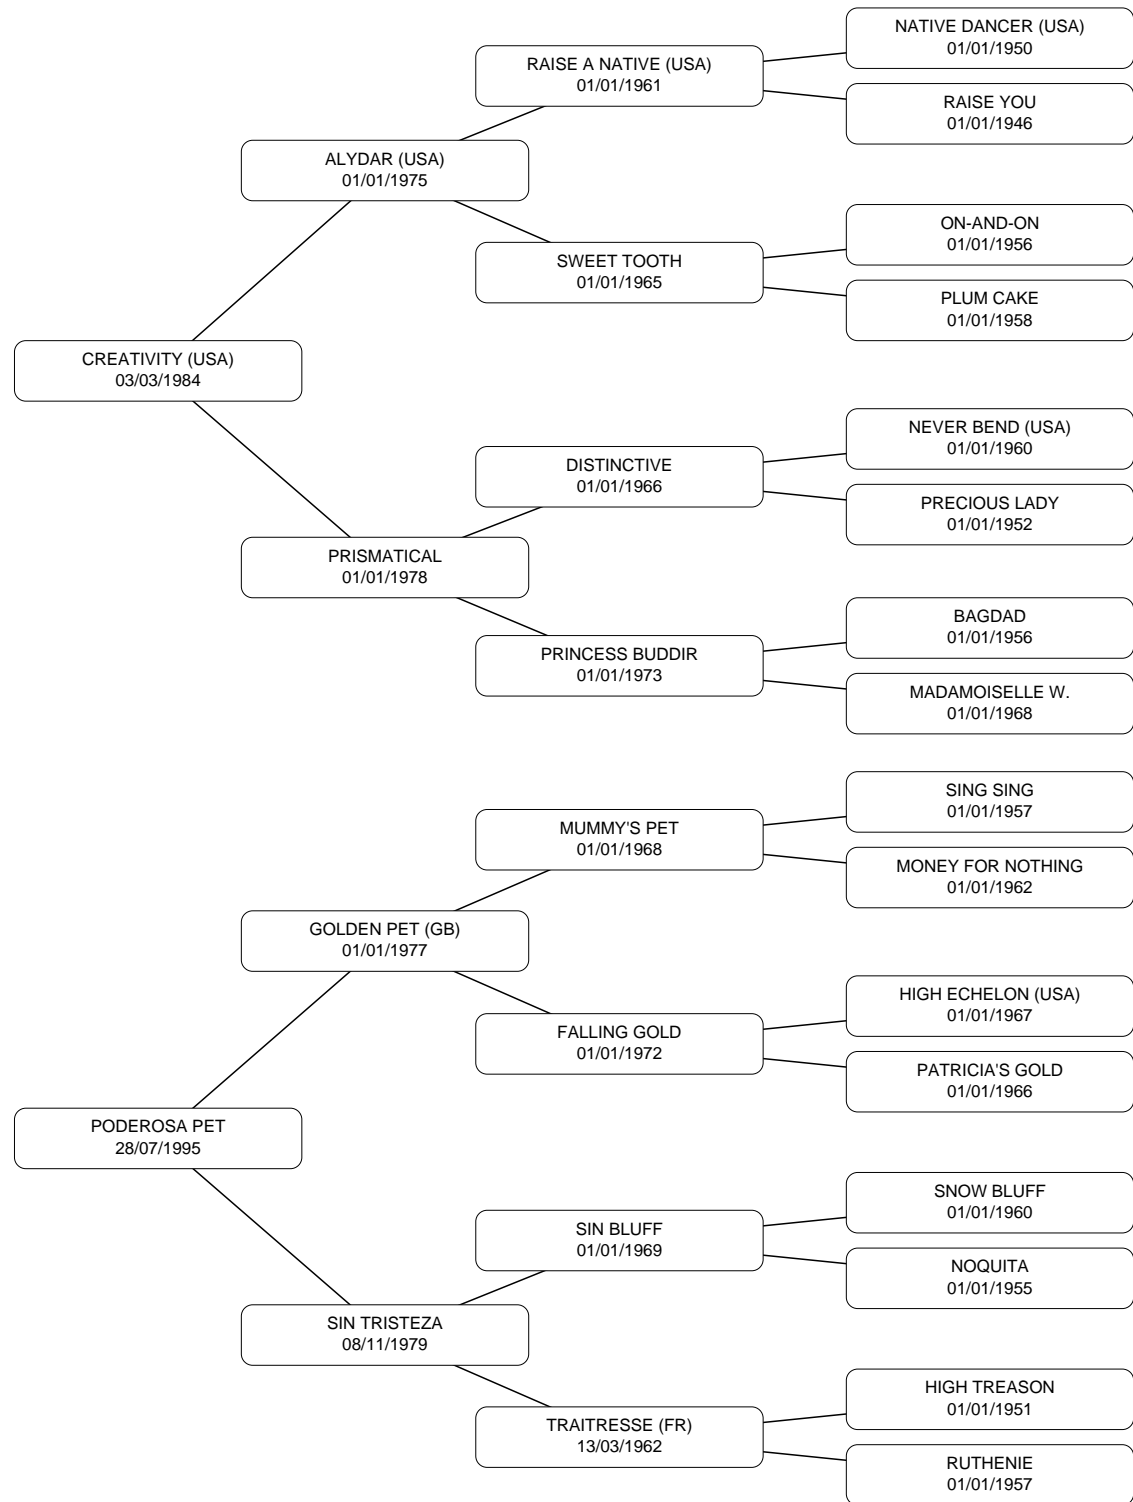 NATIVE DANCER (USA)
01/01/1950
RAISE A NATIVE (USA)
01/01/1961
RAISE YOU
01/01/1946
ALYDAR (USA)
01/01/1975
ON-AND-ON
01/01/1956
SWEET TOOTH
01/01/1965
PLUM CAKE
01/01/1958
CREATIVITY (USA)
03/03/1984
NEVER BEND (USA)
01/01/1960
DISTINCTIVE
01/01/1966
PRECIOUS LADY
01/01/1952
PRISMATICAL
01/01/1978
BAGDAD
01/01/1956
PRINCESS BUDDIR
01/01/1973
MADAMOISELLE W.
01/01/1968
SING SING
01/01/1957
MUMMY'S PET
01/01/1968
MONEY FOR NOTHING
01/01/1962
GOLDEN PET (GB)
01/01/1977
HIGH ECHELON (USA)
01/01/1967
FALLING GOLD
01/01/1972
PATRICIA'S GOLD
01/01/1966
PODEROSA PET
28/07/1995
SNOW BLUFF
01/01/1960
SIN BLUFF
01/01/1969
NOQUITA
01/01/1955
SIN TRISTEZA
08/11/1979
HIGH TREASON
01/01/1951
TRAITRESSE (FR)
13/03/1962
RUTHENIE
01/01/1957